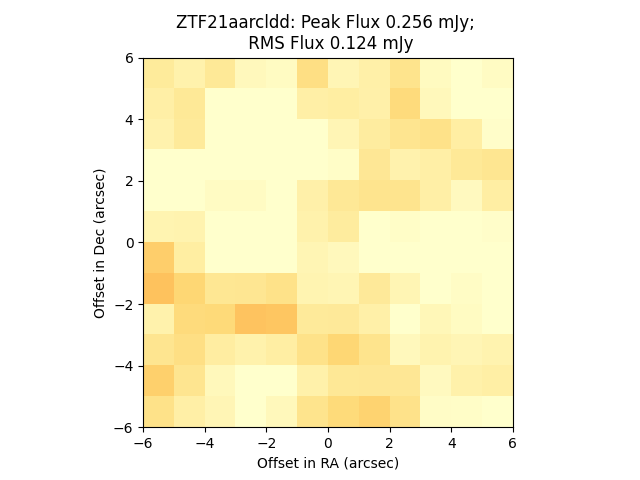 ZTF21aarcldd: Peak Flux 0.256 mJy;
RMS Flux 0.124 mJy
6
4
2
0
−2
−4
−6
Offset in Dec (arcsec)
−6 −4 −2 0 2 4 6
Offset in RA (arcsec)